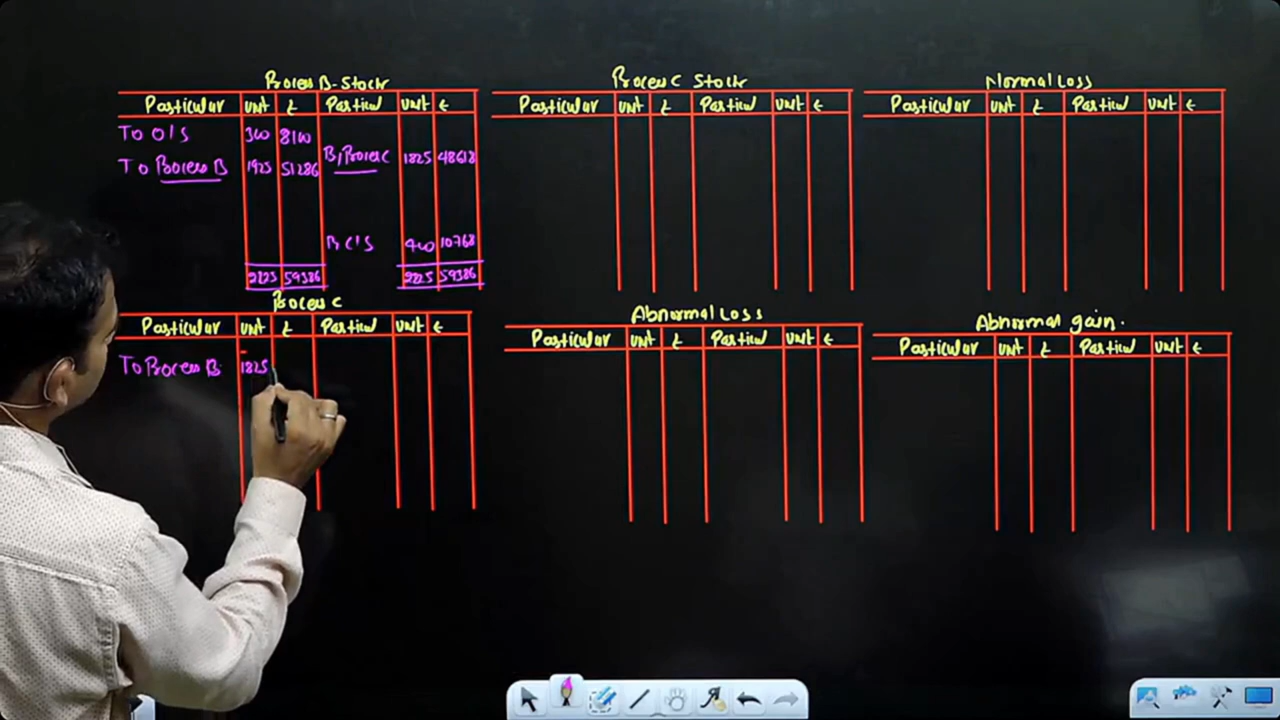 Process B-Stock
Particular Unit ₹ Particul Unit ₹
To O/S 300 8100
To Process B 1925 51286 By Process C 1825 48618
By C/S 400 10768
2225 59386 2225 59386
Process C
Particular Unit ₹ Particul Unit ₹
To Process B 1825
Process C Stock
Particular Unit ₹ Particul Unit ₹
Abnormal Loss
Particular Unit ₹ Particul Unit ₹
Normal Loss
Particular Unit ₹ Particul Unit ₹
Abnormal gain.
Particular Unit ₹ Particul Unit ₹